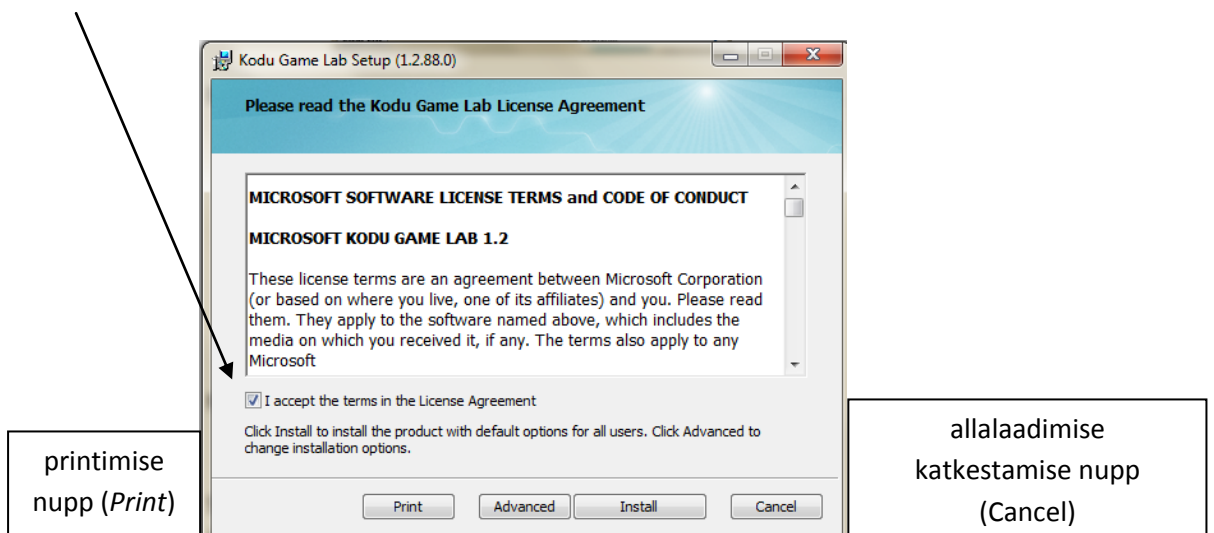 Kodu Game Lab Setup (1.2.88.0)
Please read the Kodu Game Lab License Agreement
MICROSOFT SOFTWARE LICENSE TERMS and CODE OF CONDUCT
MICROSOFT KODU GAME LAB 1.2
These license terms are an agreement between Microsoft Corporation
(or based on where you live, one of its affiliates) and you. Please read
them. They apply to the software named above, which includes the
media on which you received it, if any. The terms also apply to any
Microsoft
I accept the terms in the License Agreement
Click Install to install the product with default options for all users. Click Advanced to
change installation options.
printimise
nupp (Print)
Print Advanced Install Cancel
allalaadimise
katkestamise nupp
(Cancel)